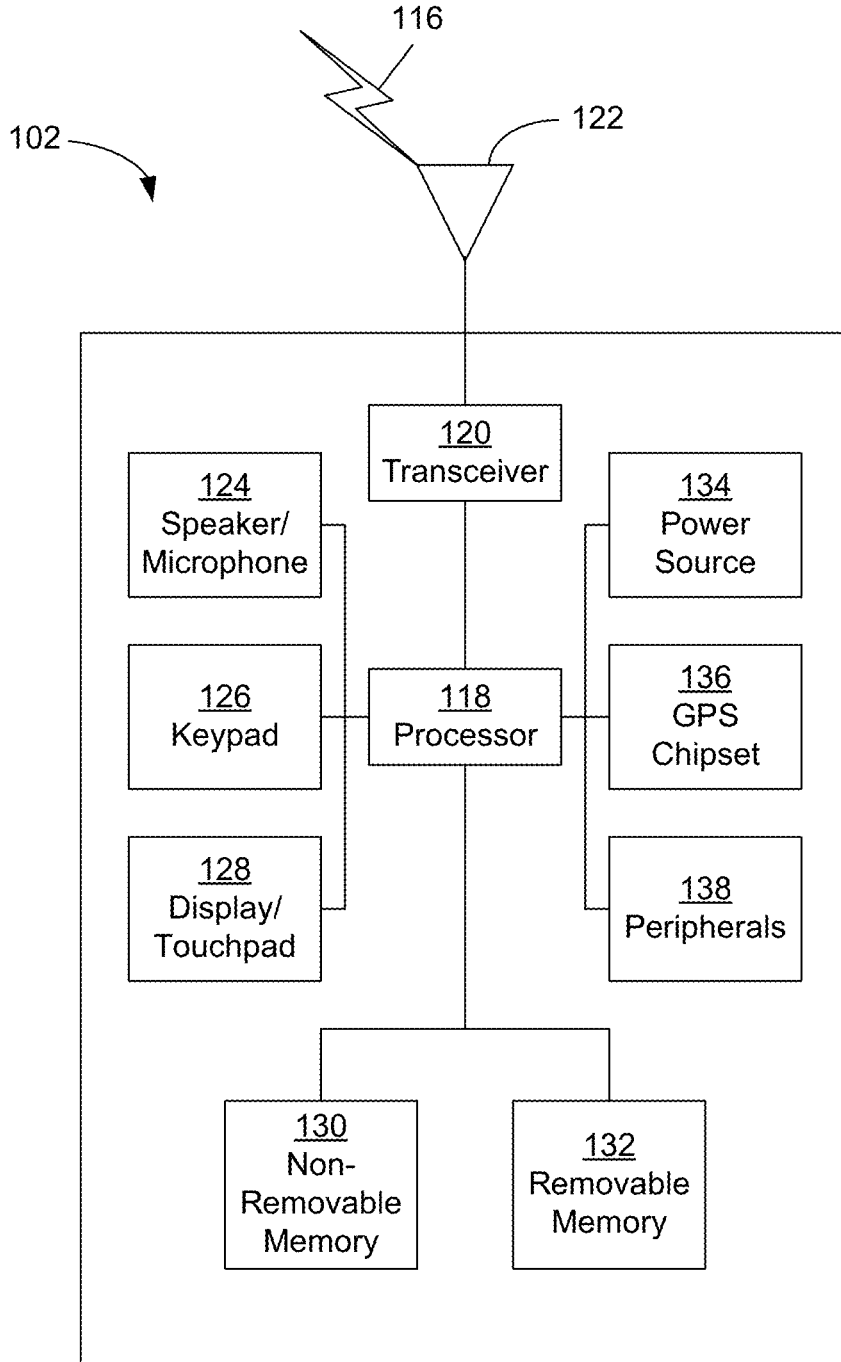 116
122
102
120
Transceiver
124
Speaker/
Microphone
134
Power
Source
126
Keypad
118
Processor
136
GPS
Chipset
128
Display/
Touchpad
138
Peripherals
130
Non-
Removable
Memory
132
Removable
Memory